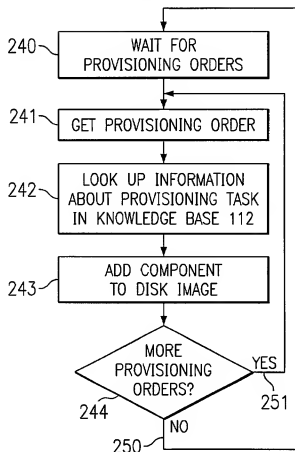 240
WAIT FOR
PROVISIONING ORDERS
241
GET PROVISIONING ORDER
242
LOOK UP INFORMATION
ABOUT PROVISIONING TASK
IN KNOWLEDGE BASE 112
243
ADD COMPONENT
TO DISK IMAGE
MORE
PROVISIONING
ORDERS?
YES
251
244
NO
250